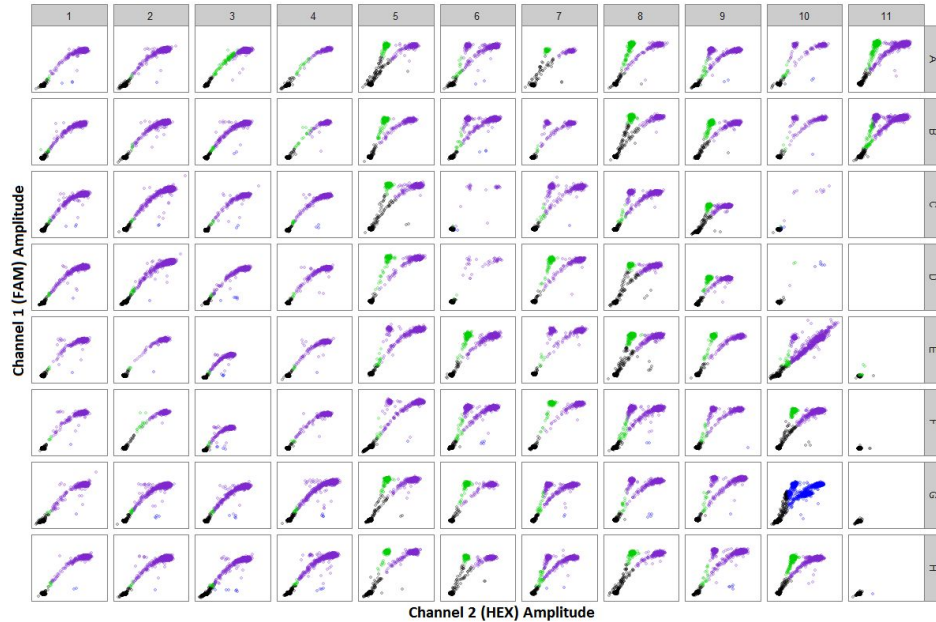 1 2 3 4 5 6 7 8 9 10 11
A
B
C
D
E
F
G
H
Channel 1 (FAM) Amplitude
Channel 2 (HEX) Amplitude